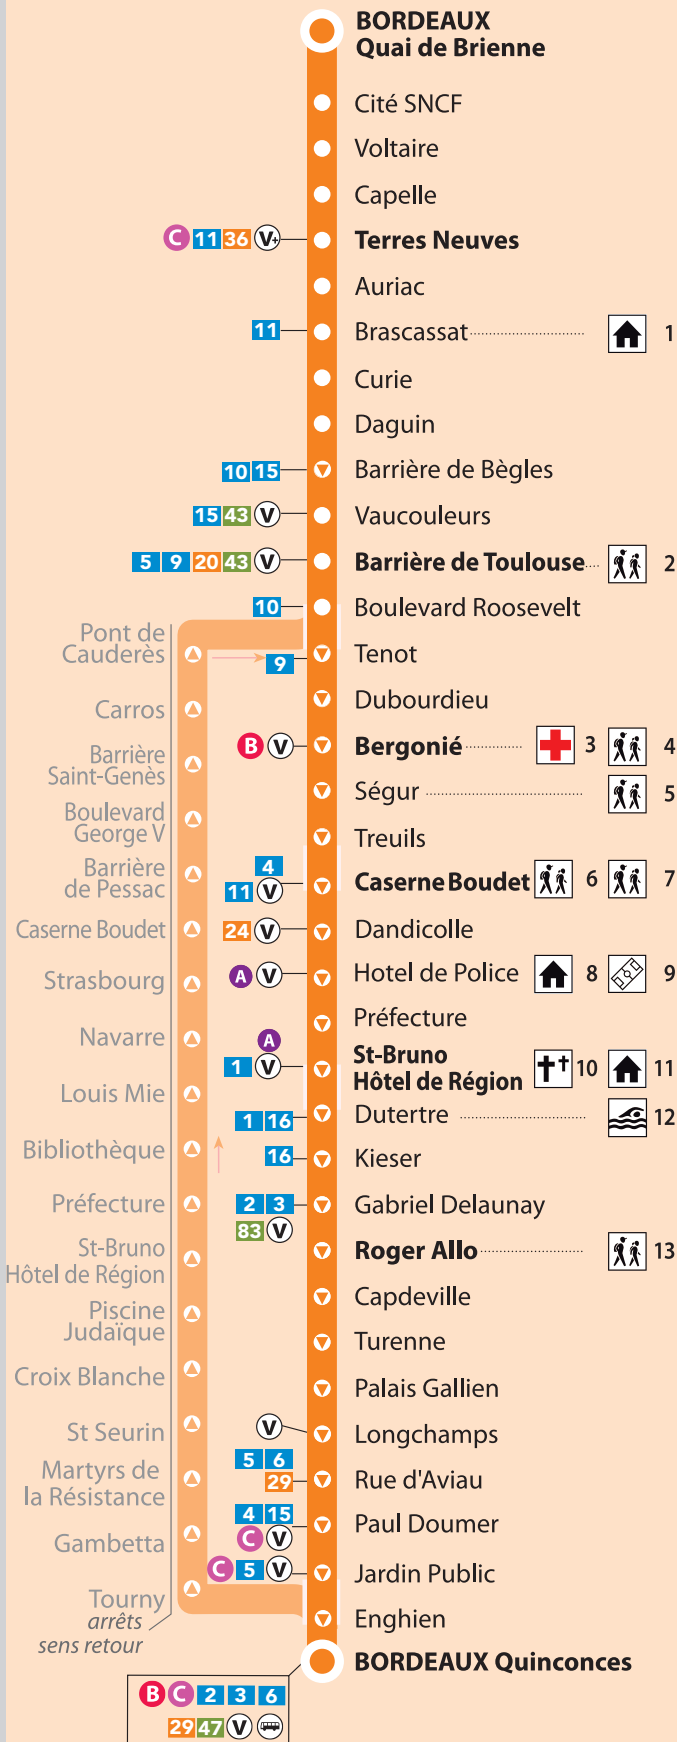 BORDEAUX
Quai de Brienne
Cité SNCF
Voltaire
Capelle
C 11 36 V+ Terres Neuves
Auriac
11 Brascassat 1
Curie
Daguin
10 15 Barrière de Bègles
15 43 V Vaucouleurs
5 9 20 43 V Barrière de Toulouse 2
10 Boulevard Roosevelt
9 Tenot
Dubourdieu
B V Bergonié 3 4
Ségur 5
Treuils
4
11 V Caserne Boudet 6 7
24 V Dandicolle
A V Hotel de Police 8 9
Préfecture
A
1 V St-Bruno
Hôtel de Région 10 11
1 16 Dutertre 12
16 Kieser
2 3 Gabriel Delaunay
83 V
Roger Allo 13
Capdeville
Turenne
Palais Gallien
V Longchamps
5 6
29 Rue d'Aviau
4 15 Paul Doumer
C V
C 5 V Jardin Public
Enghien
BORDEAUX Quinconces
B C 2 3 6
29 47 V
Pont de
Cauderès
Carros
Barrière
Saint-Genès
Boulevard
George V
Barrière
de Pessac
Caserne Boudet
Strasbourg
Navarre
Louis Mie
Bibliothèque
Préfecture
St-Bruno
Hôtel de Région
Piscine
Judaïque
Croix Blanche
St Seurin
Martyrs de
la Résistance
Gambetta
Tourny
arrêts
sens retour